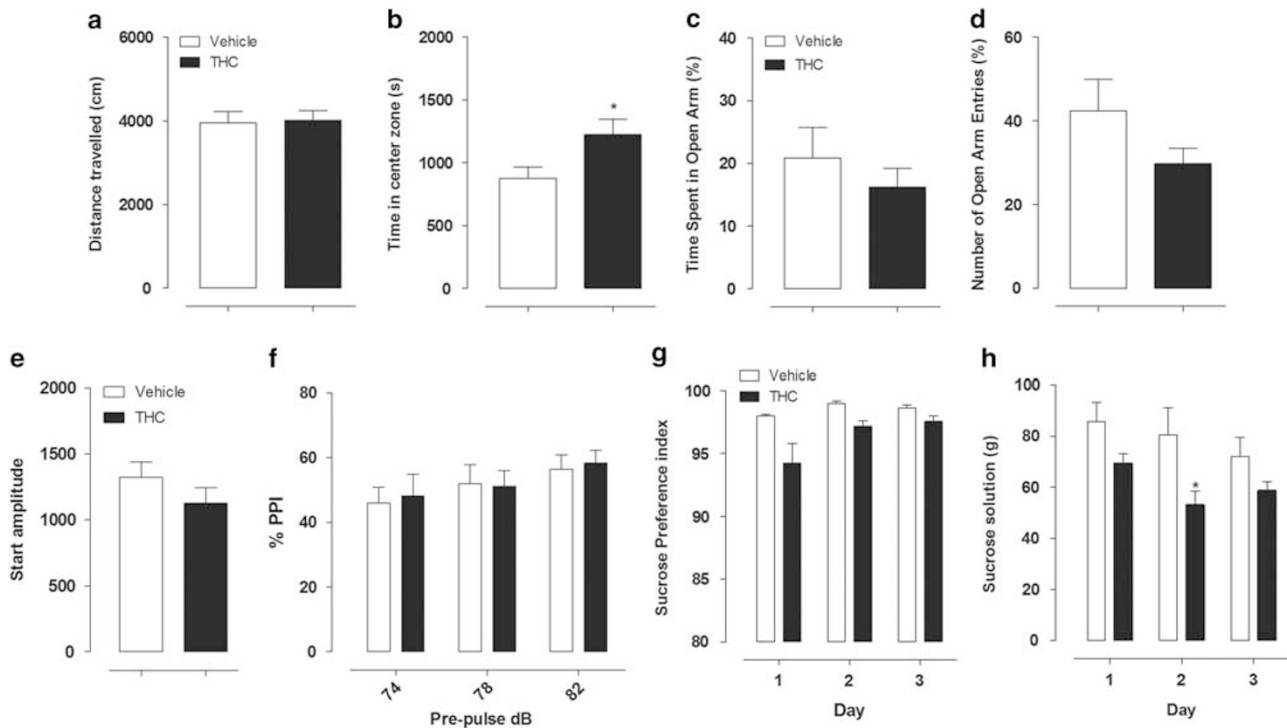 a
Distance travelled (cm)
6000
4000
2000
0
Vehicle
THC
b
Time in center zone (s)
2000
1500
1000
500
0
*
c
Time Spent in Open Arm (%)
40
30
20
10
0
Vehicle
THC
d
Number of Open Arm Entries (%)
60
40
20
0
e
Start amplitude
2000
1500
1000
500
0
Vehicle
THC
f
% PPI
80
60
40
20
0
74 78 82
Pre-pulse dB
g
Sucrose Preference index
100
95
90
85
80
Vehicle
THC
1 2 3
Day
h
Sucrose solution (g)
100
80
60
40
20
0
*
1 2 3
Day